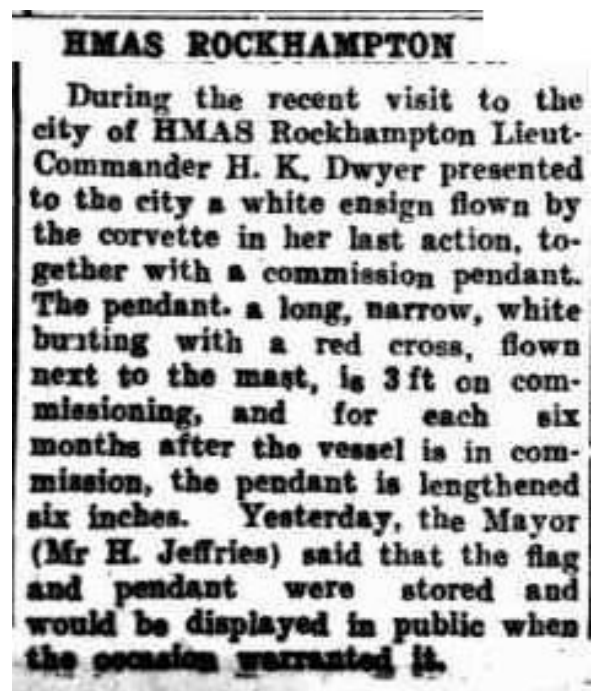 HMAS ROCKHAMPTON
During the recent visit to the
city of HMAS Rockhampton Lieut-
Commander H. K. Dwyer presented
to the city a white ensign flown by
the corvette in her last action, to-
gether with a commission pendant.
The pendant. a long, narrow, white
bunting with a red cross, flown
next to the mast, is 3 ft on com-
missioning, and for each six
months after the vessel is in com-
mission, the pendant is lengthened
six inches. Yesterday, the Mayor
(Mr H. Jeffries) said that the flag
and pendant were stored and
would be displayed in public when
the occasion warranted it.